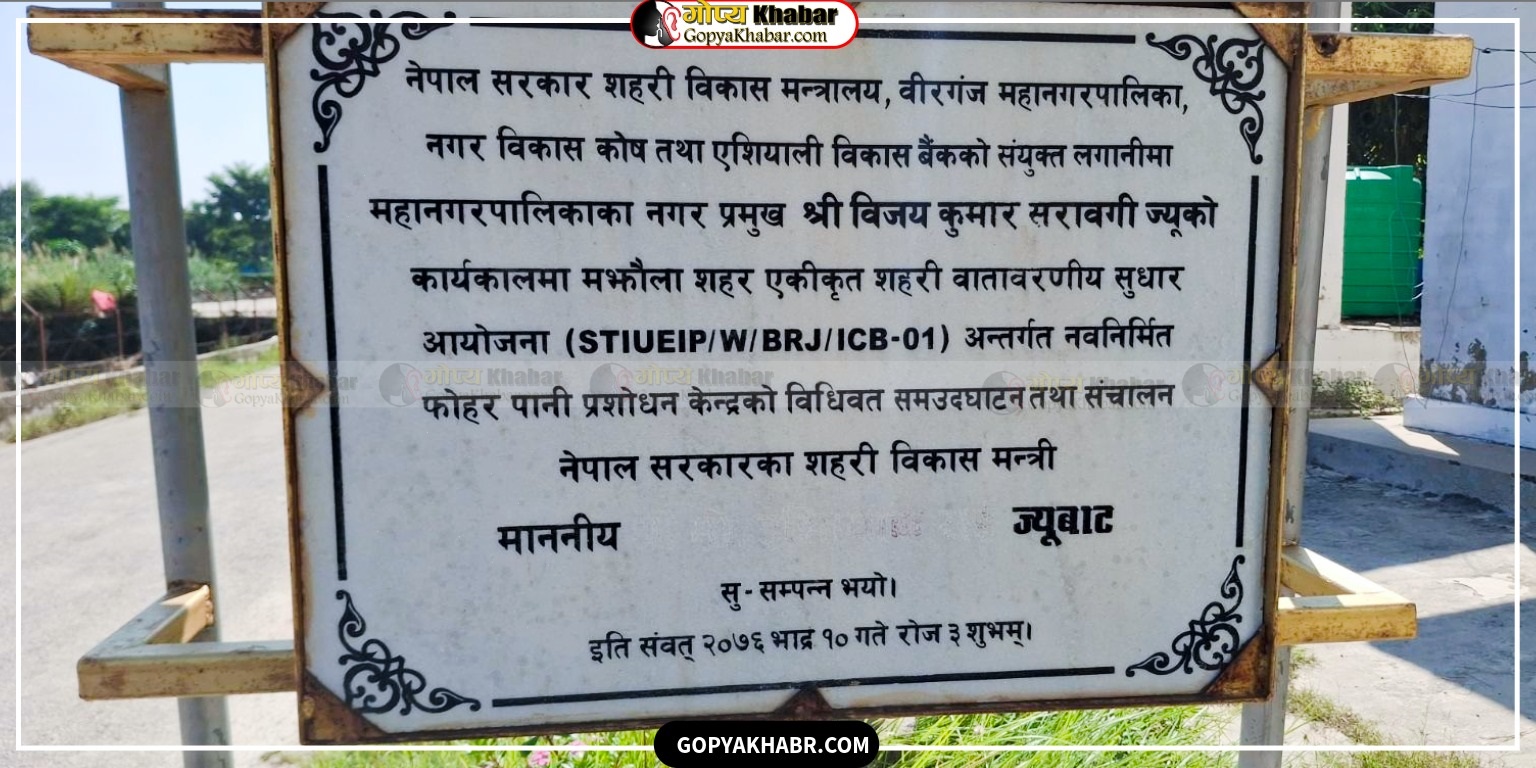 गोप्य Khabar
GopyaKhabar.com
नेपाल सरकार शहरी विकास मन्त्रालय, वीरगंज महानगरपालिका,
नगर विकास कोष तथा एशियाली विकास बैंकको संयुक्त लगानीमा
महानगरपालिकाका नगर प्रमुख श्री विजय कुमार सरावगी ज्यूको
कार्यकालमा मझौला शहर एकीकृत शहरी वातावरणीय सुधार
आयोजना (STIUEIP/W/BRJ/ICB-01) अन्तर्गत नवनिर्मित
फोहर पानी प्रशोधन केन्द्रको विधिवत समउदघाटन तथा संचालन
नेपाल सरकारका शहरी विकास मन्त्री
माननीय ज्यूबाट
सु-सम्पन्न भयो।
इति संवत् २०७६ भाद्र १० गते रोज ३ शुभम्।
GOPYAKHABR.COM